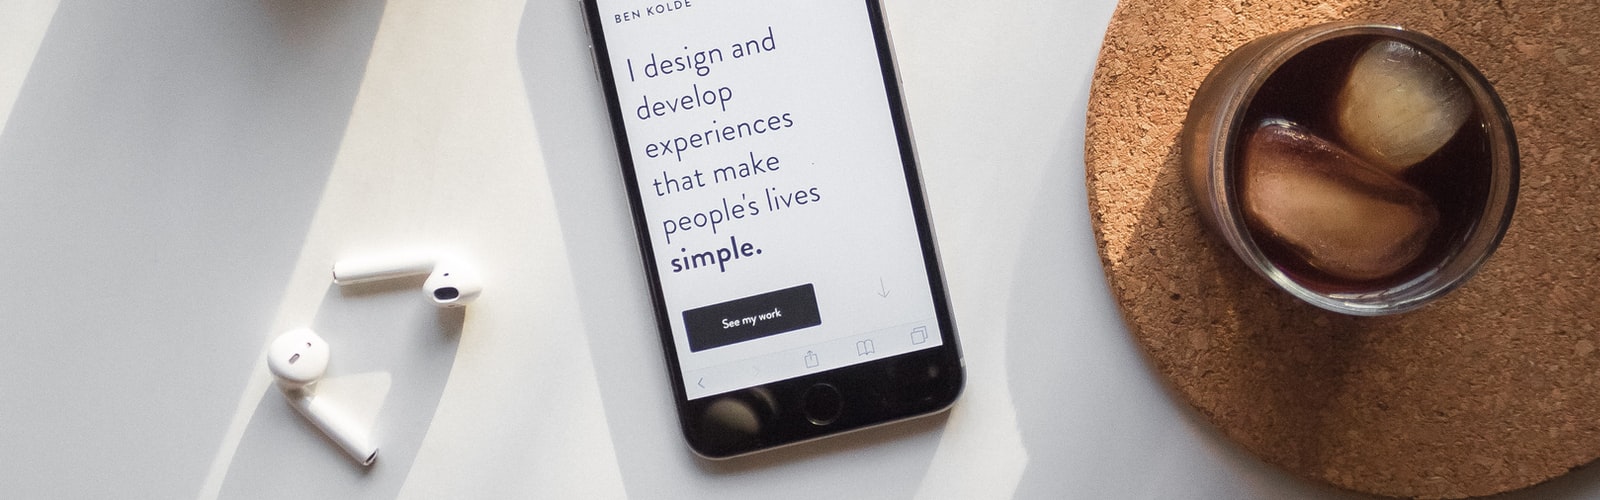 BEN KOLDE
I design and
develop
experiences
that make
people's lives
simple.
See my work